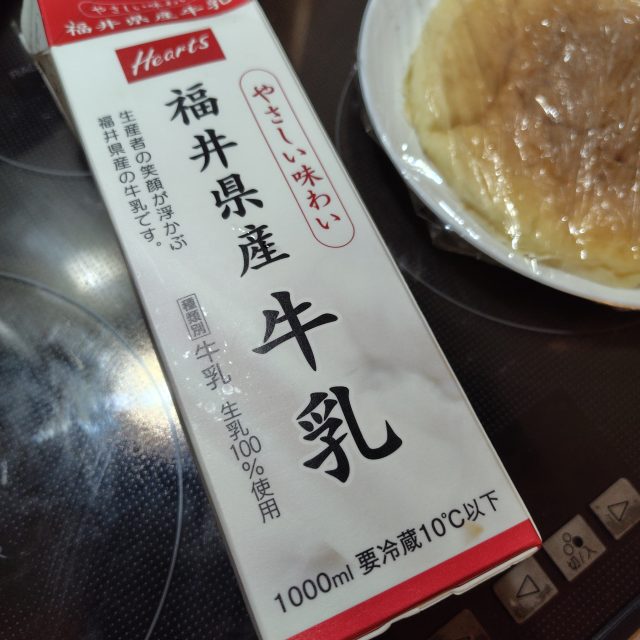 福井県産牛乳
Hearts
やさしい味わい
福井県産
牛乳
生産者の笑顔が浮かぶ
福井県産の牛乳です。
種類別
牛乳 生乳100%使用
1000ml 要冷蔵10℃以下
切/入